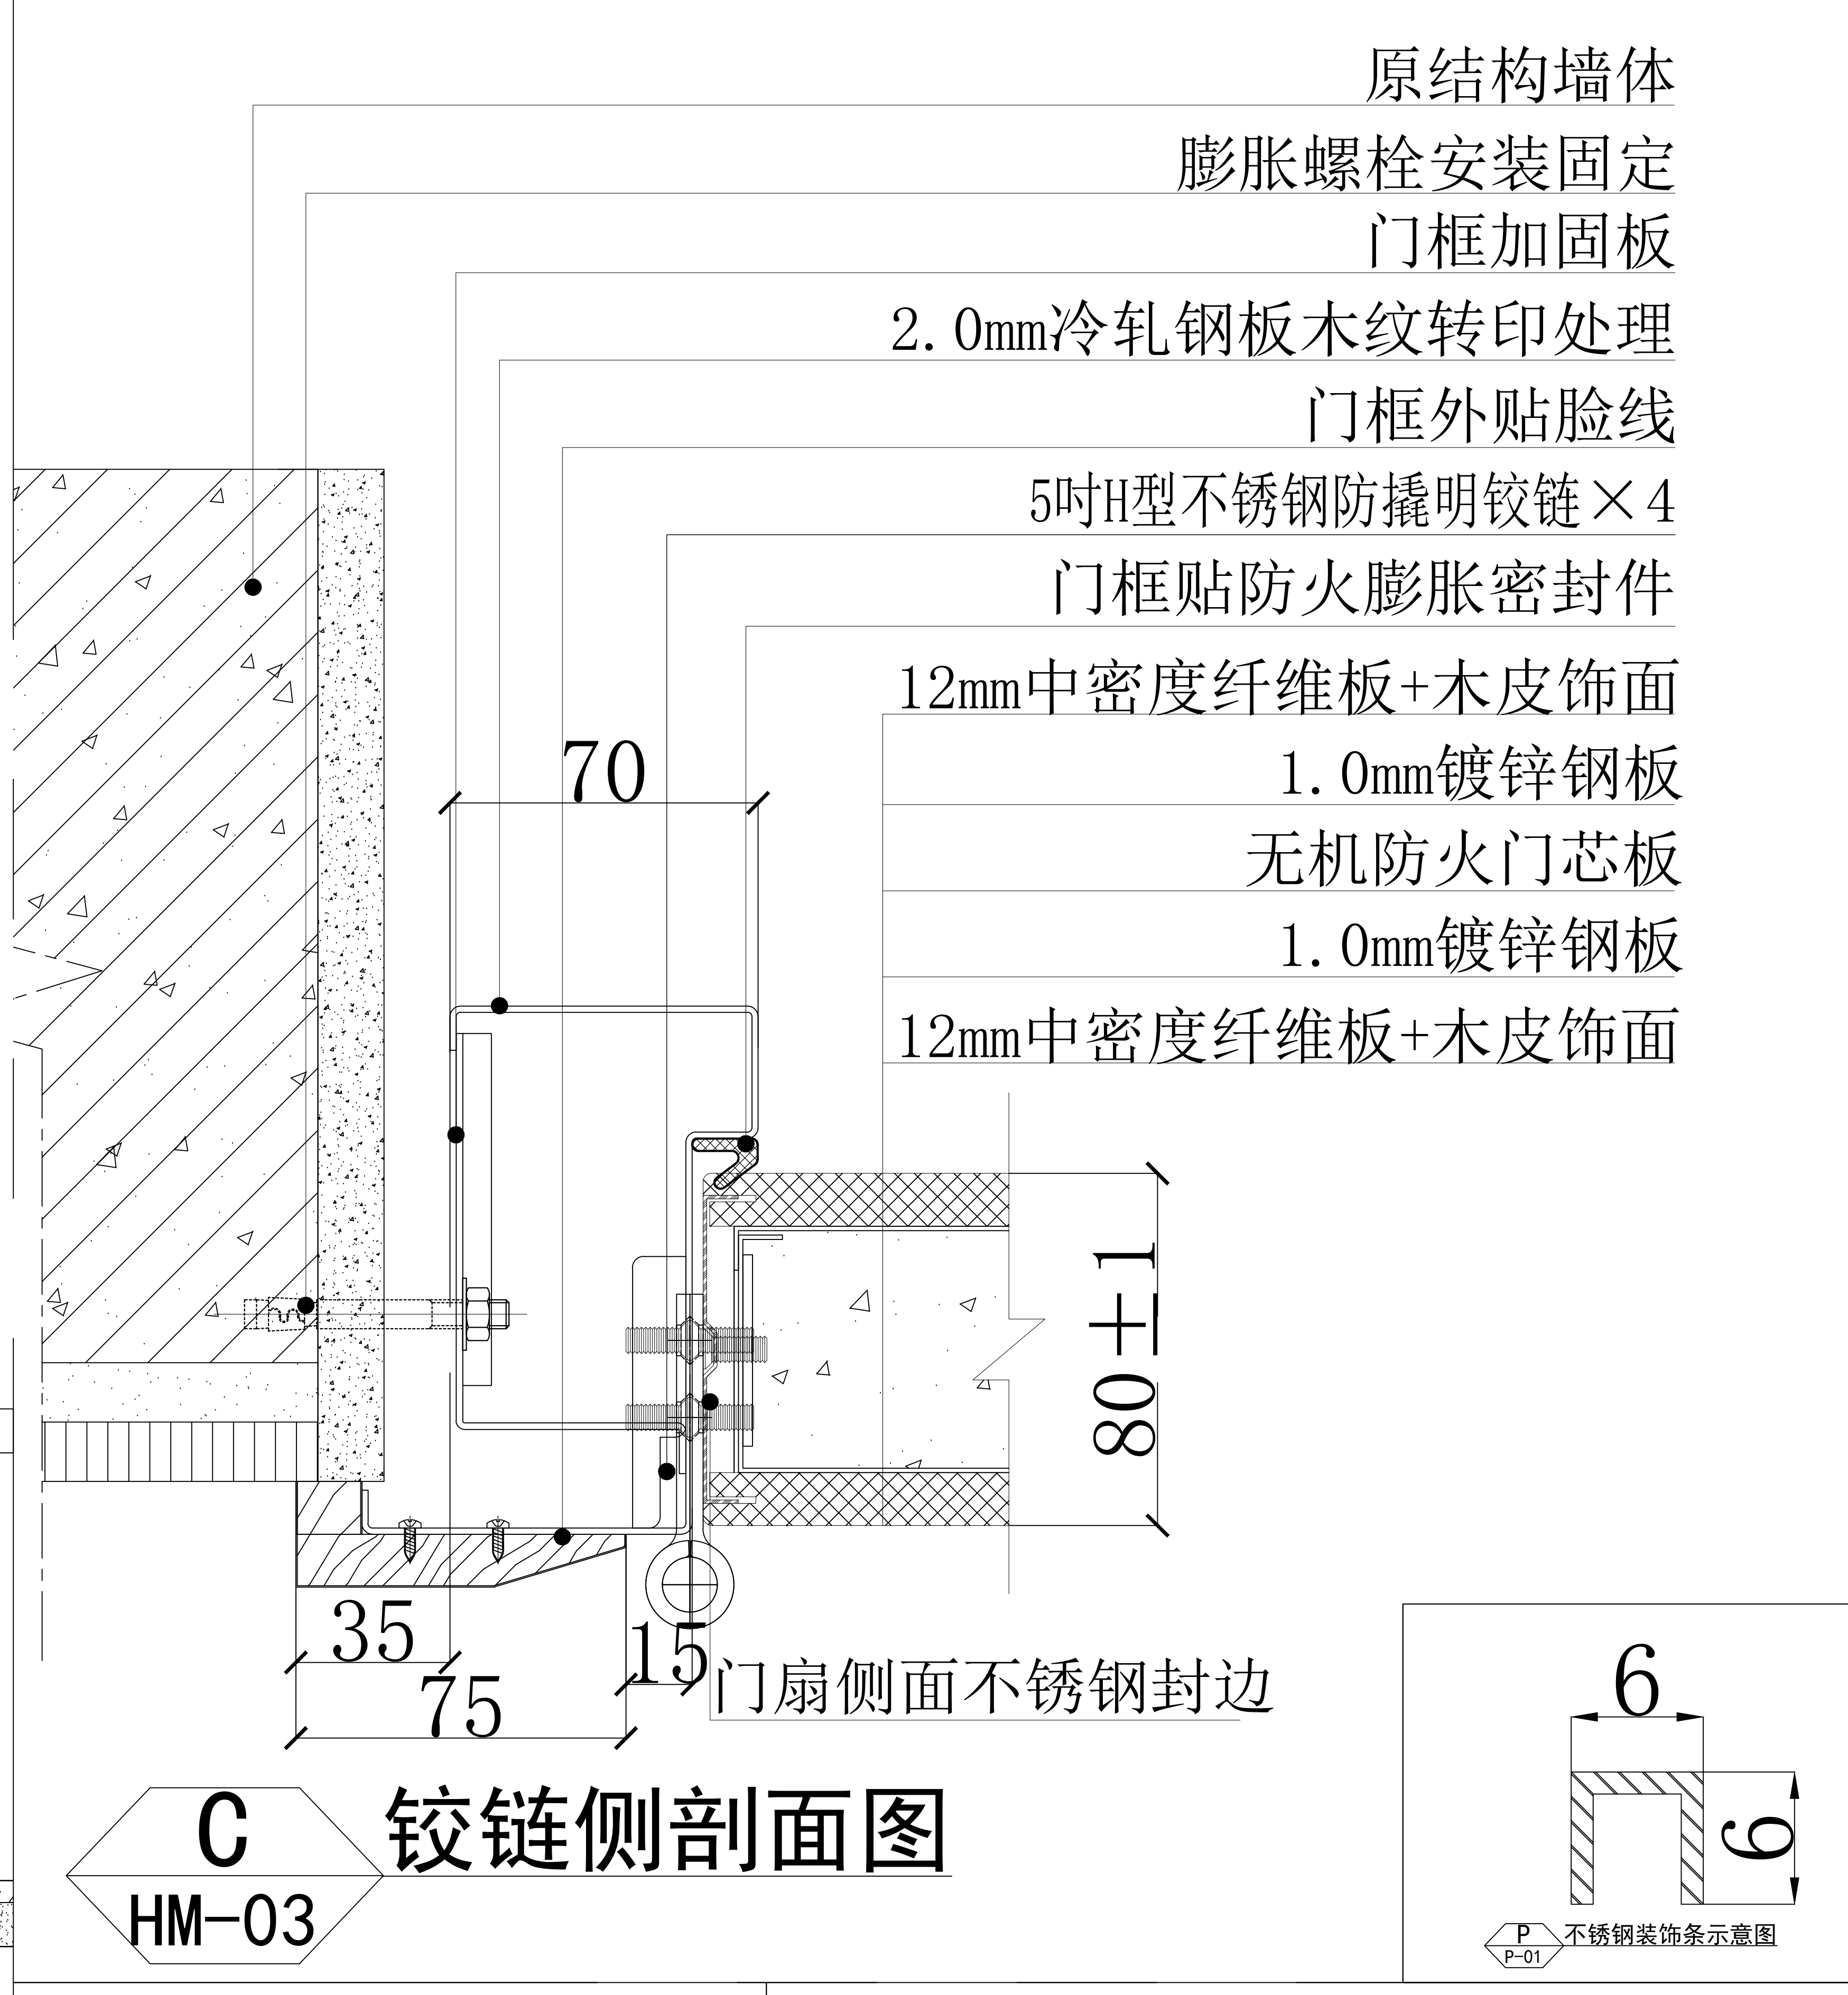 原结构墙体
膨胀螺栓安装固定
门框加固板
2.0mm冷轧钢板木纹转印处理
门框外贴脸线
5吋H型不锈钢防撬明铰链×4
门框贴防火膨胀密封件
12mm中密度纤维板+木皮饰面
1.0mm镀锌钢板
无机防火门芯板
1.0mm镀锌钢板
12mm中密度纤维板+木皮饰面
70
80±1
35
15
75
门扇侧面不锈钢封边
C
HM-03
铰链侧剖面图
6
6
P
P-01
不锈钢装饰条示意图